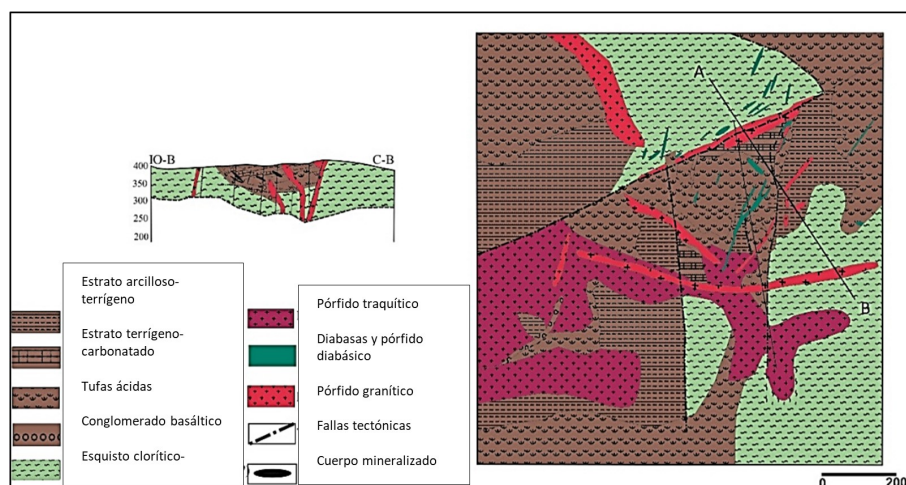 IO-B
C-B
400
350
300
250
200
A
B
Estrato arcilloso-
terrígeno
Estrato terrígeno-
carbonatado
Tufas ácidas
Conglomerado basáltico
Esquisto clorítico-
Pórfido traquítico
Diabasas y pórfido
diabásico
Pórfido granítico
Fallas tectónicas
Cuerpo mineralizado
0 200